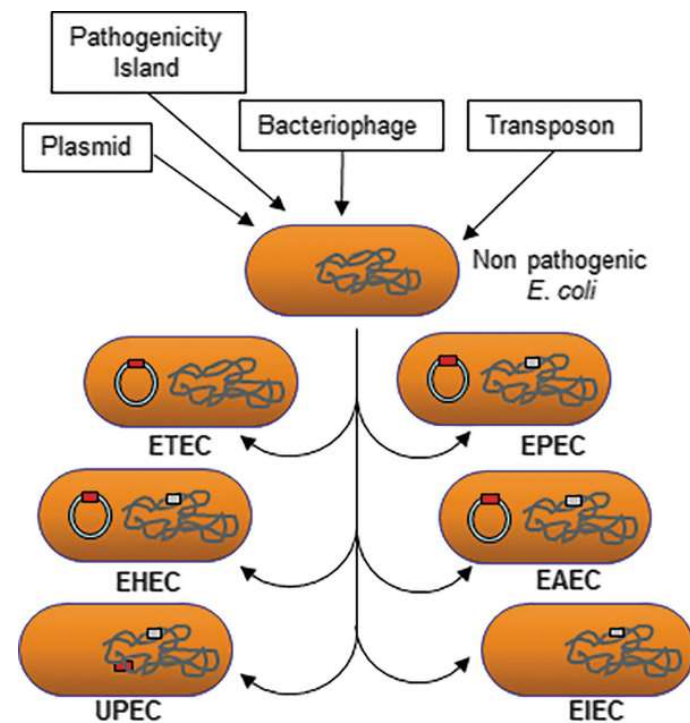 Pathogenicity
Island
Plasmid
Bacteriophage
Transposon
Non pathogenic
E. coli
ETEC
EPEC
EHEC
EAEC
UPEC
EIEC